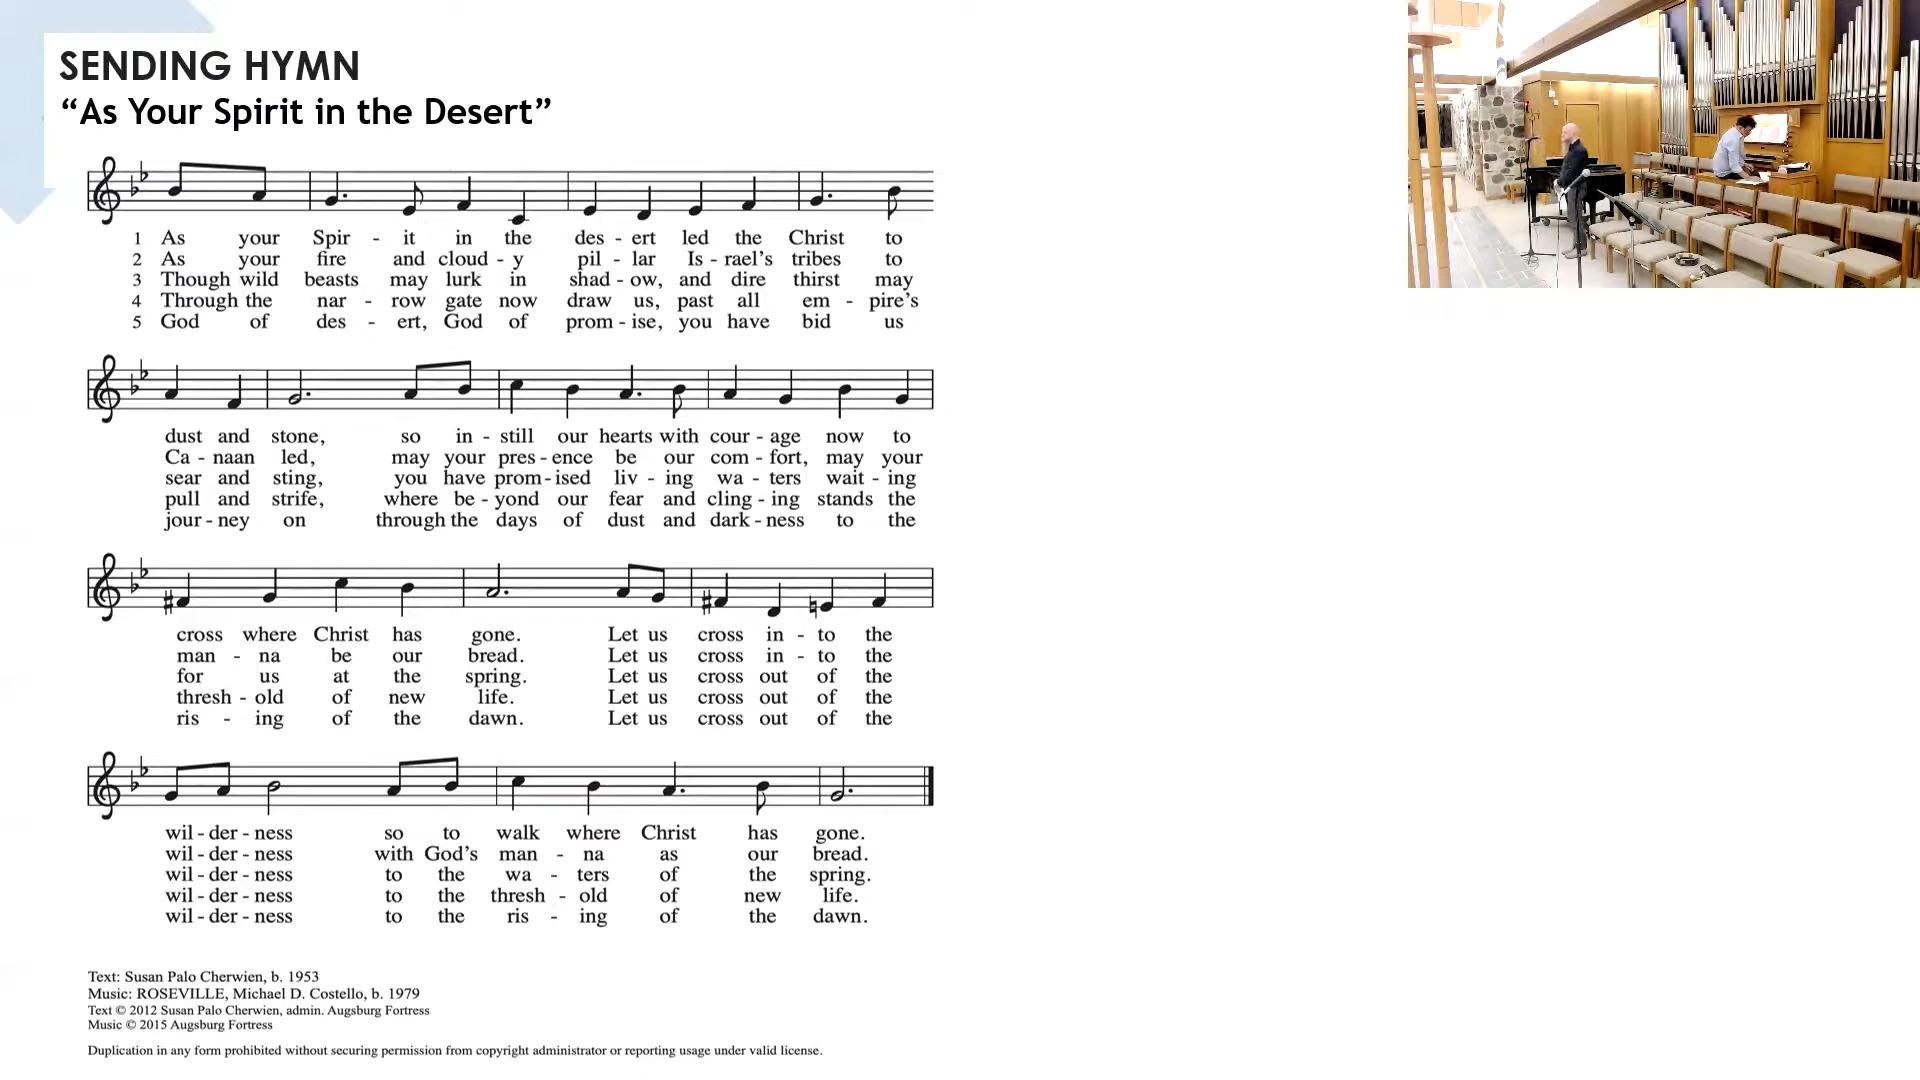 SENDING HYMN
“As Your Spirit in the Desert”
1 As your Spir - it in the des - ert led the Christ to
2 As your fire and cloud - y pil - lar Is - rael’s tribes to
3 Though wild beasts may lurk in shad - ow, and dire thirst may
4 Through the nar - row gate now draw us, past all em - pire’s
5 God of des - ert, God of prom - ise, you have bid us
dust and stone, so in - still our hearts with cour - age now to
Ca - naan led, may your pres - ence be our com - fort, may your
sear and sting, you have prom - ised liv - ing wa - ters wait - ing
pull and strife, where be - yond our fear and cling - ing stands the
jour - ney on through the days of dust and dark - ness to the
cross where Christ has gone. Let us cross in - to the
man - na be our bread. Let us cross in - to the
for us at the spring. Let us cross out of the
thresh - old of new life. Let us cross out of the
ris - ing of the dawn. Let us cross out of the
wil - der - ness so to walk where Christ has gone.
wil - der - ness with God’s man - na as our bread.
wil - der - ness to the wa - ters of the spring.
wil - der - ness to the thresh - old of new life.
wil - der - ness to the ris - ing of the dawn.
Text: Susan Palo Cherwien, b. 1953
Music: ROSEVILLE, Michael D. Costello, b. 1979
Text © 2012 Susan Palo Cherwien, admin. Augsburg Fortress
Music © 2015 Augsburg Fortress
Duplication in any form prohibited without securing permission from copyright administrator or reporting usage under valid license.